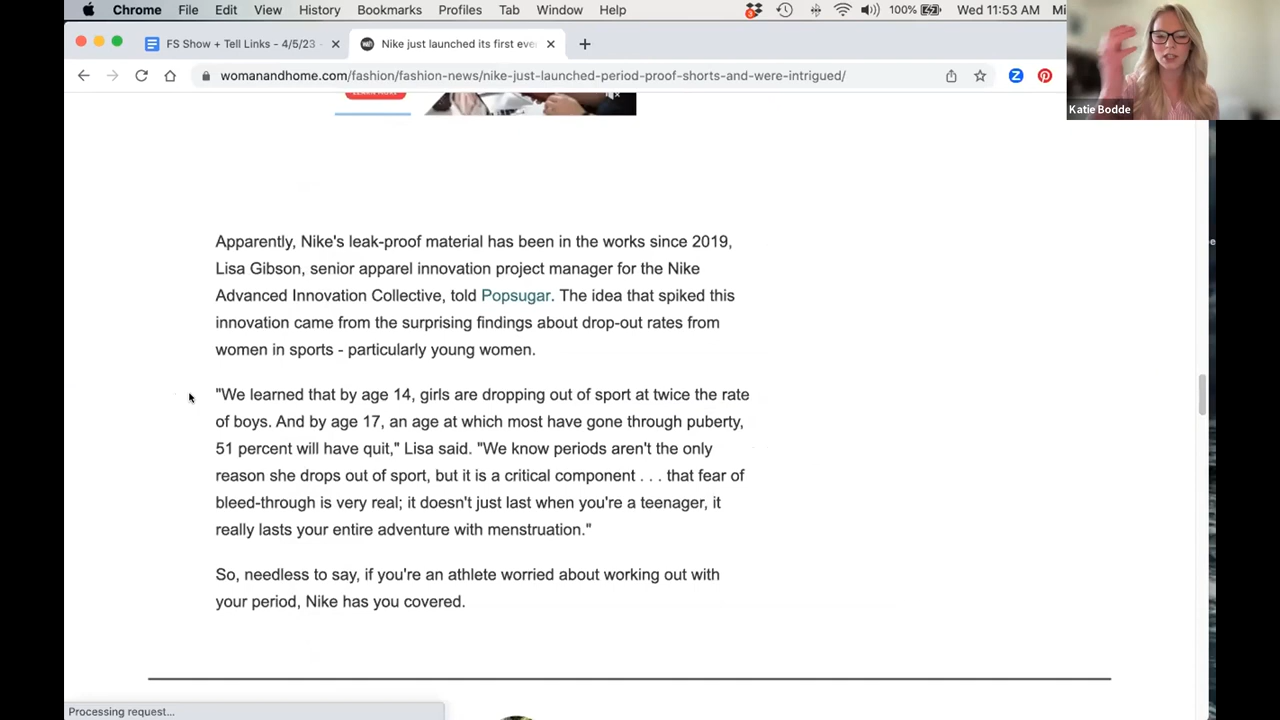 Chrome File Edit View History Bookmarks Profiles Tab Window Help 3 100% Wed 11:53 AM Mi
FS Show + Tell Links - 4/5/23 Nike just launched its first eve
womanandhome.com/fashion/fashion-news/nike-just-launched-period-proof-shorts-and-were-intrigued/
Katie Bodde
Apparently, Nike's leak-proof material has been in the works since 2019,
Lisa Gibson, senior apparel innovation project manager for the Nike
Advanced Innovation Collective, told Popsugar. The idea that spiked this
innovation came from the surprising findings about drop-out rates from
women in sports - particularly young women.
"We learned that by age 14, girls are dropping out of sport at twice the rate
of boys. And by age 17, an age at which most have gone through puberty,
51 percent will have quit," Lisa said. "We know periods aren't the only
reason she drops out of sport, but it is a critical component . . . that fear of
bleed-through is very real; it doesn't just last when you're a teenager, it
really lasts your entire adventure with menstruation."
So, needless to say, if you're an athlete worried about working out with
your period, Nike has you covered.
Processing request...